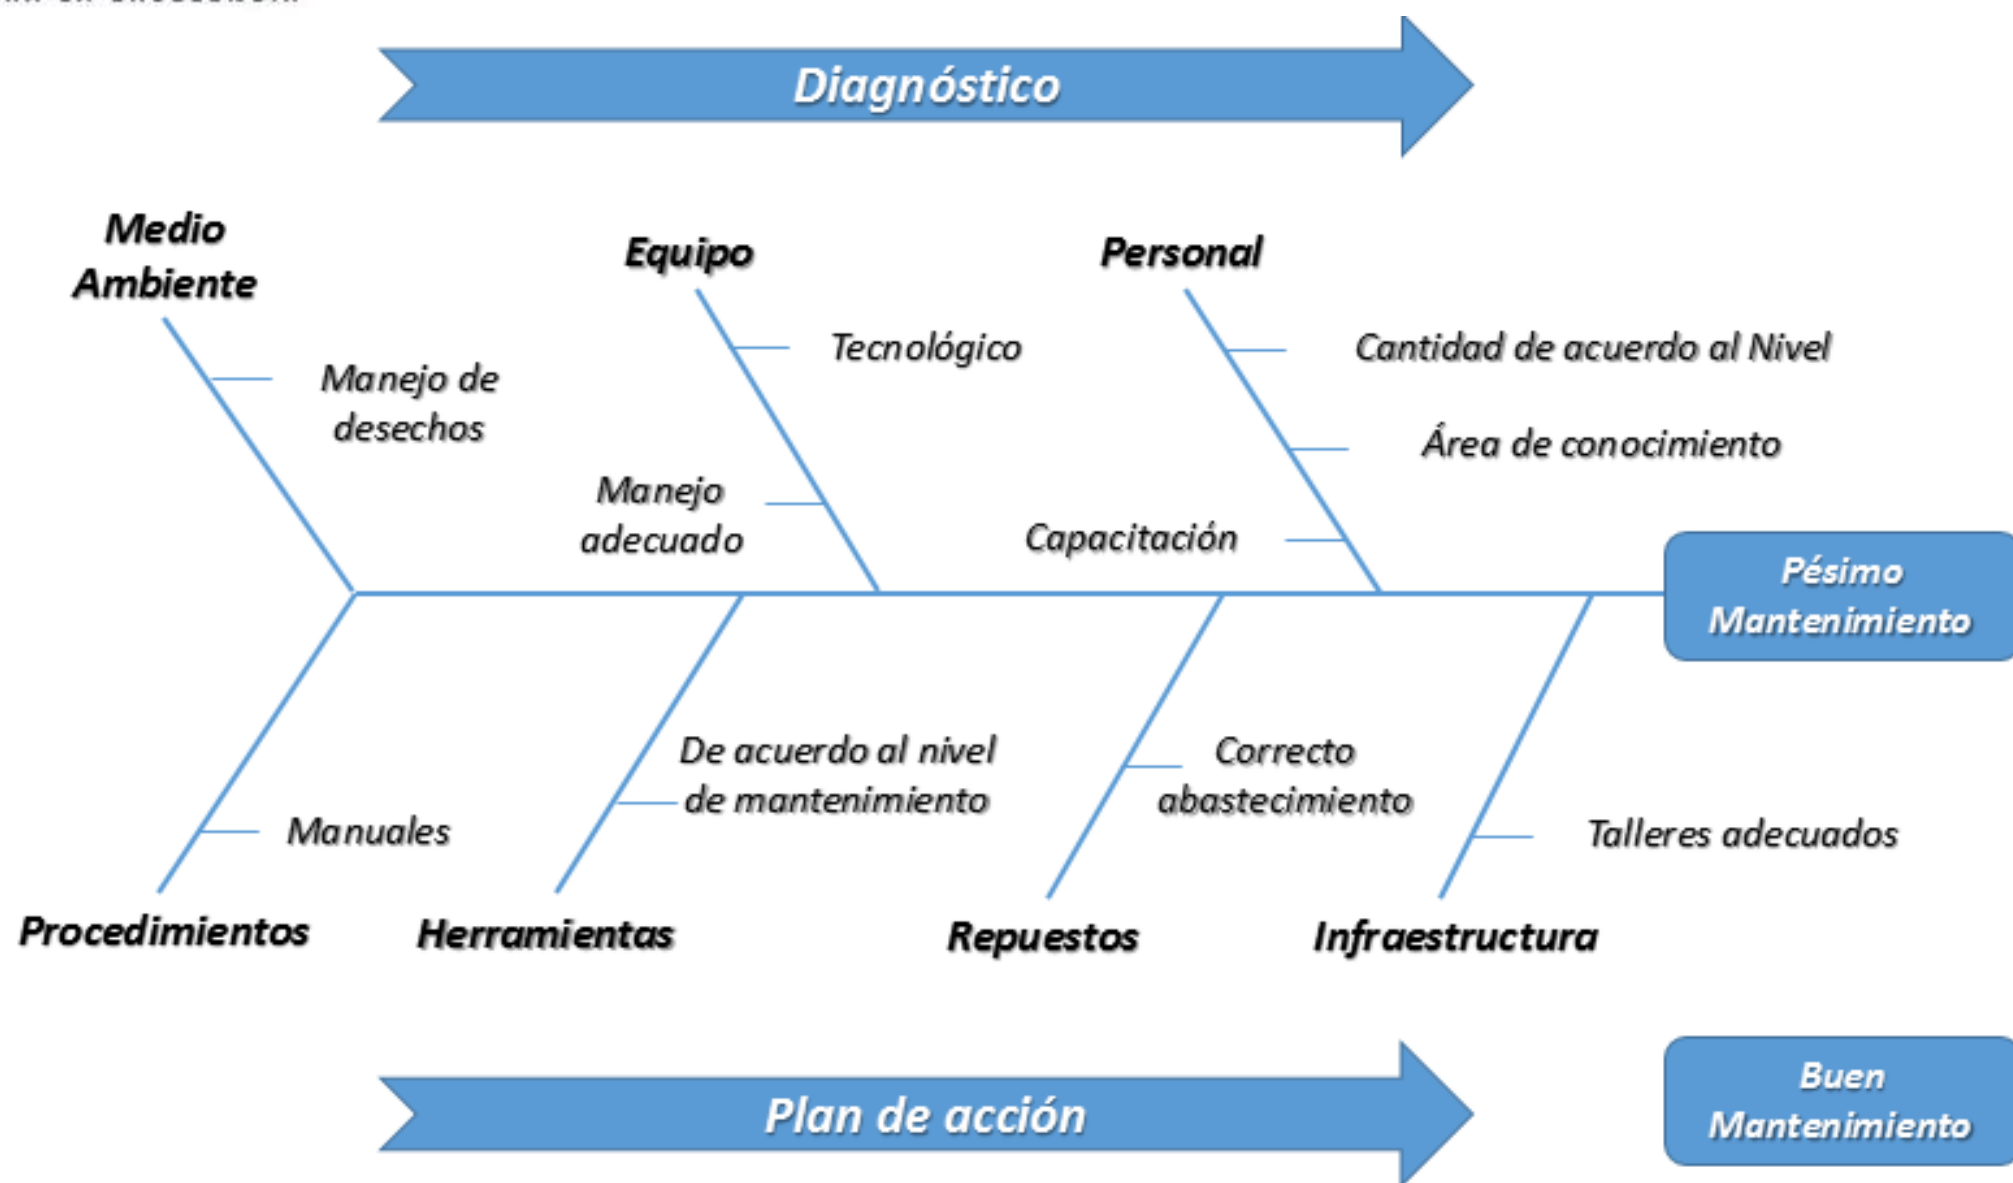 Diagnóstico
Medio
Ambiente
Equipo
Personal
Manejo de
desechos
Tecnológico
Cantidad de acuerdo al Nivel
Área de conocimiento
Manejo
adecuado
Capacitación
Pésimo
Mantenimiento
Manuales
De acuerdo al nivel
de mantenimiento
Correcto
abastecimiento
Talleres adecuados
Procedimientos
Herramientas
Repuestos
Infraestructura
Plan de acción
Buen
Mantenimiento